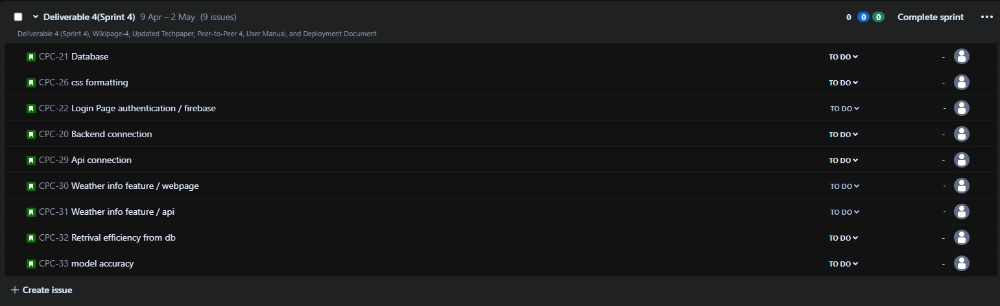 Deliverable 4(Sprint 4) 9 Apr – 2 May (9 issues) 0 0 0 Complete sprint
Deliverable 4 (Sprint 4), Wikipage-4, Updated Techpaper, Peer-to-Peer 4, User Manual, and Deployment Document
CPC-21 Database TO DO -
CPC-26 css formatting TO DO -
CPC-22 Login Page authentication / firebase TO DO -
CPC-20 Backend connection TO DO -
CPC-29 Api connection TO DO -
CPC-30 Weather info feature / webpage TO DO -
CPC-31 Weather info feature / api TO DO -
CPC-32 Retrival efficiency from db TO DO -
CPC-33 model accuracy TO DO -
+ Create issue